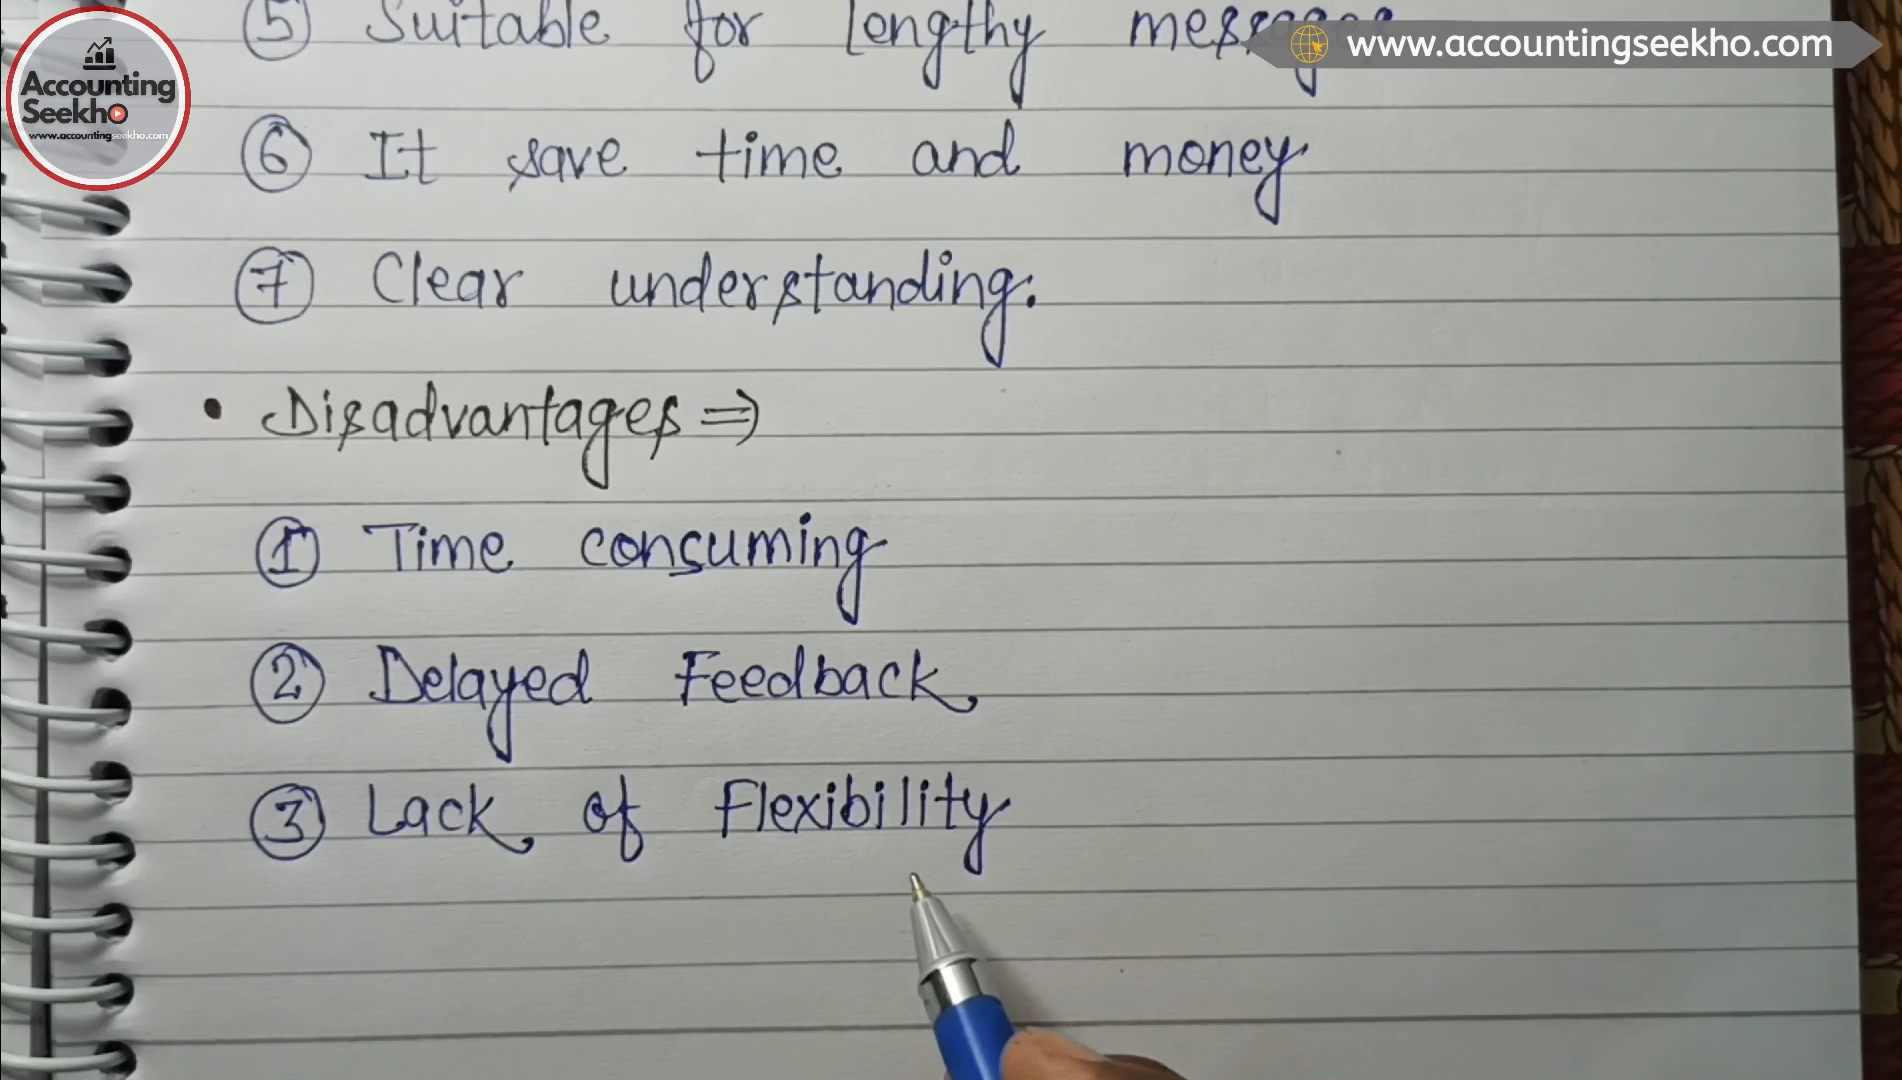 ⑤ Suitable for lengthy messages
www.accountingseekho.com
Accounting
Seekho
www.accountingseekho.com
⑥ It save time and money
⑦ Clear understanding.
• Disadvantages ⇒
① Time consuming
② Delayed Feedback
③ Lack of Flexibility